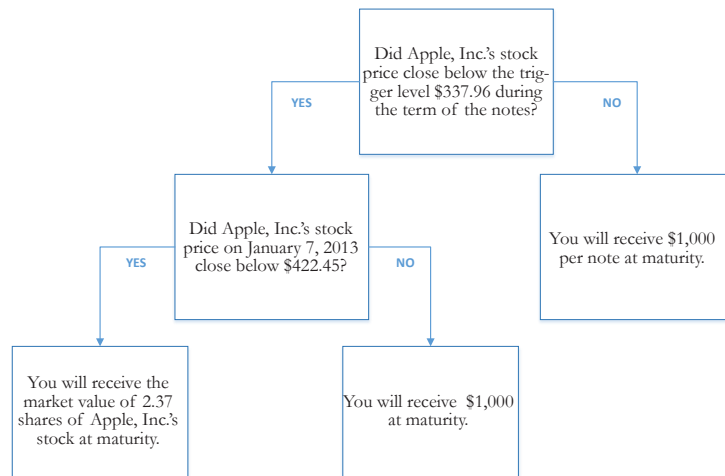 Did Apple, Inc.'s stock
price close below the trig-
ger level $337.96 during
the term of the notes?
YES
NO
Did Apple, Inc.'s stock
price on January 7, 2013
close below $422.45?
You will receive $1,000
per note at maturity.
YES
NO
You will receive the
market value of 2.37
shares of Apple, Inc.'s
stock at maturity.
You will receive $1,000
at maturity.